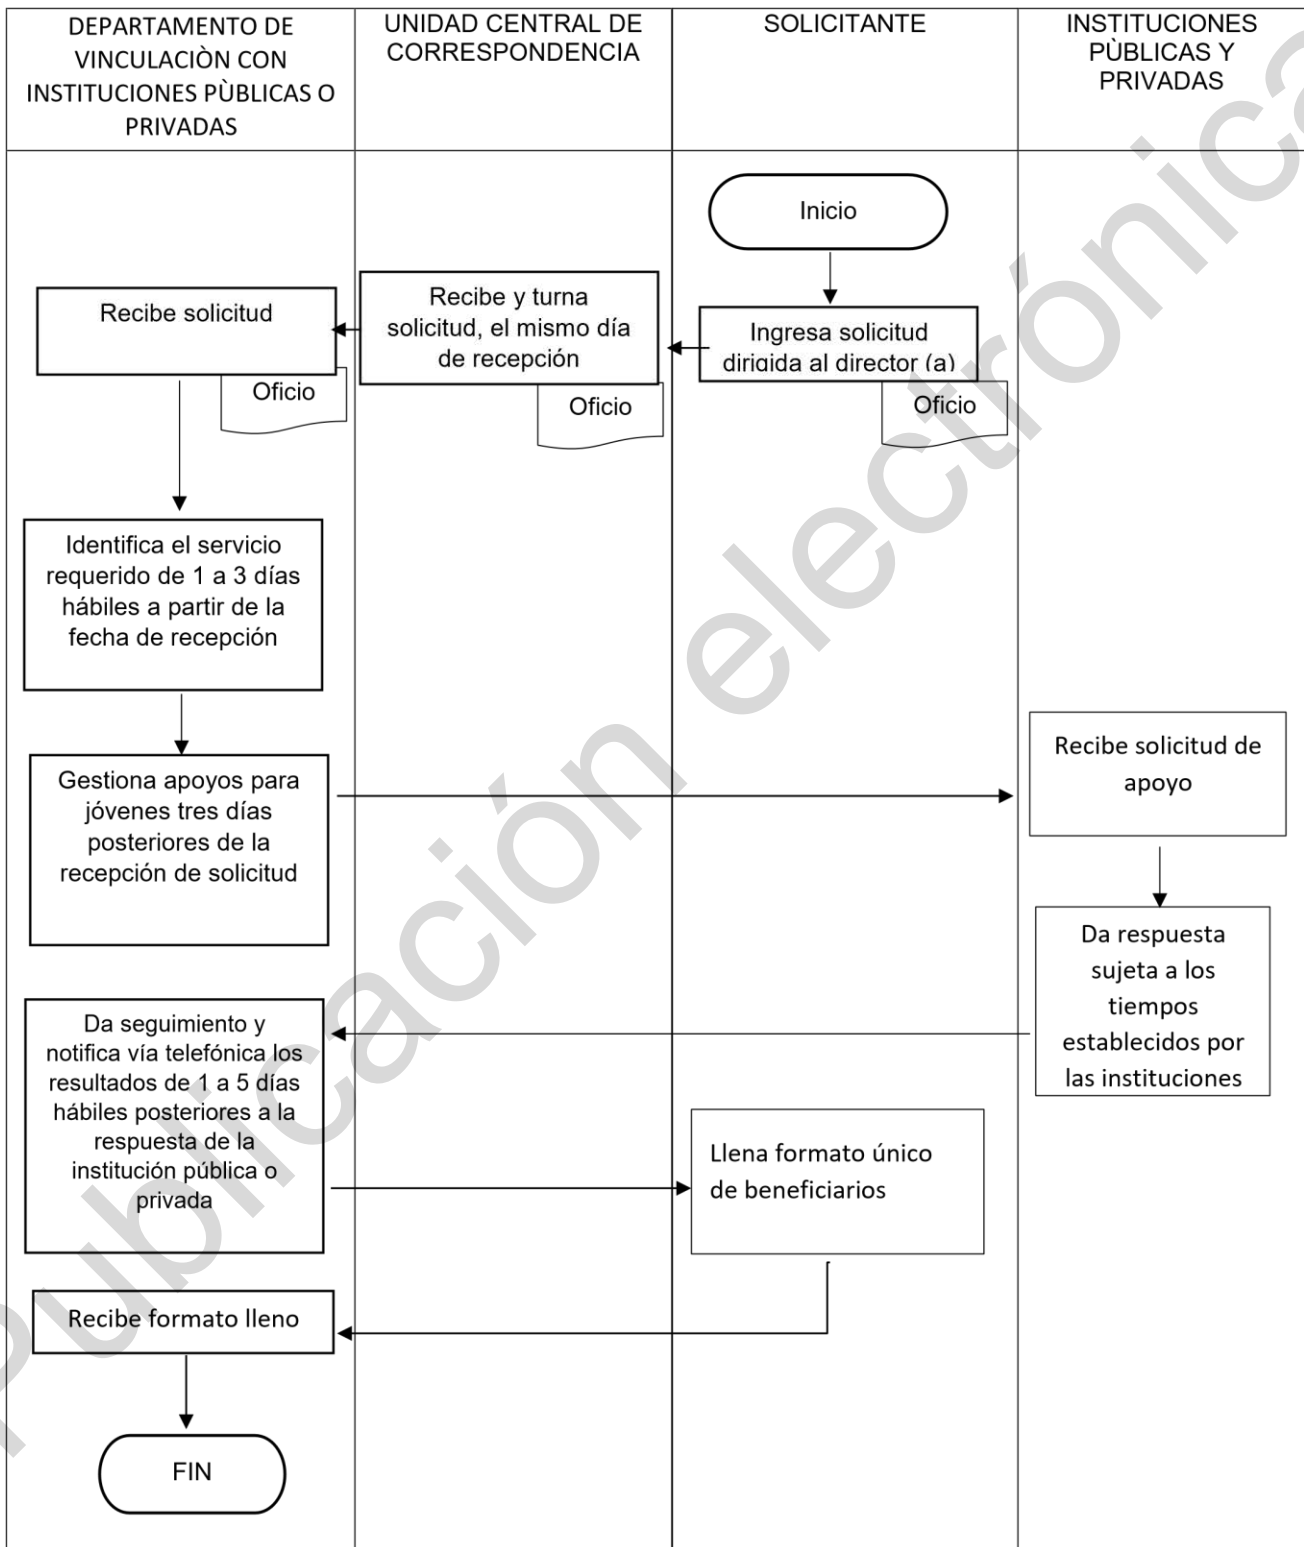 DEPARTAMENTO DE
VINCULACIÒN CON
INSTITUCIONES PÙBLICAS O
PRIVADAS
UNIDAD CENTRAL DE
CORRESPONDENCIA
SOLICITANTE
INSTITUCIONES
PÙBLICAS Y
PRIVADAS
Inicio
Ingresa solicitud
dirigida al director (a)
Oficio
Recibe y turna
solicitud, el mismo día
de recepción
Oficio
Recibe solicitud
Oficio
Identifica el servicio
requerido de 1 a 3 días
hábiles a partir de la
fecha de recepción
Gestiona apoyos para
jóvenes tres días
posteriores de la
recepción de solicitud
Recibe solicitud de
apoyo
Da respuesta
sujeta a los
tiempos
establecidos por
las instituciones
Da seguimiento y
notifica vía telefónica los
resultados de 1 a 5 días
hábiles posteriores a la
respuesta de la
institución pública o
privada
Llena formato único
de beneficiarios
Recibe formato lleno
FIN
Publicación electrónica